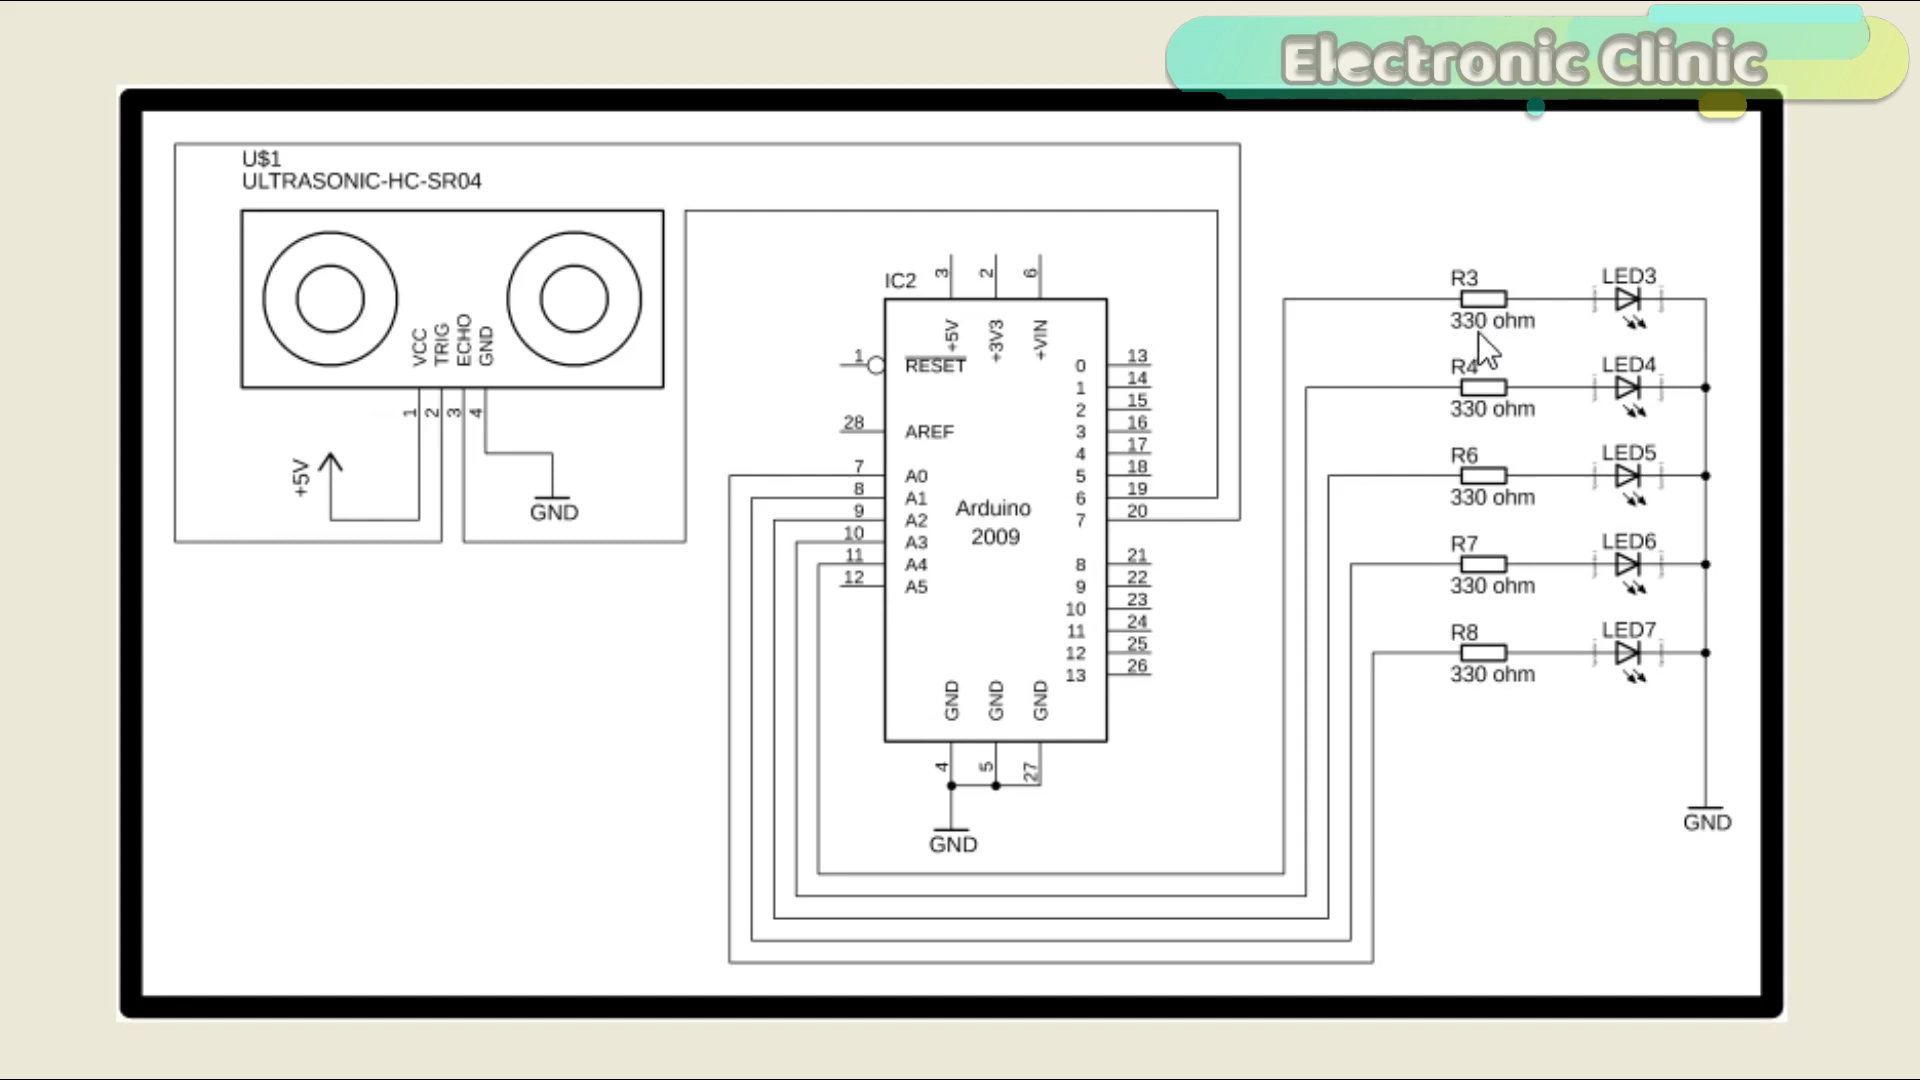 Electronic Clinic
U$1
ULTRASONIC-HC-SR04
VCC
TRIG
ECHO
GND
1
2
3
4
+5V
GND
IC2
3
2
6
+5V
+3V3
+VIN
1
RESET
28
AREF
7
A0
8
A1
9
A2
10
A3
11
A4
12
A5
Arduino
2009
0
13
1
14
2
15
3
16
4
17
5
18
6
19
7
20
8
21
9
22
10
23
11
24
12
25
13
26
GND
GND
GND
4
5
27
GND
R3
330 ohm
LED3
R4
330 ohm
LED4
R6
330 ohm
LED5
R7
330 ohm
LED6
R8
330 ohm
LED7
GND